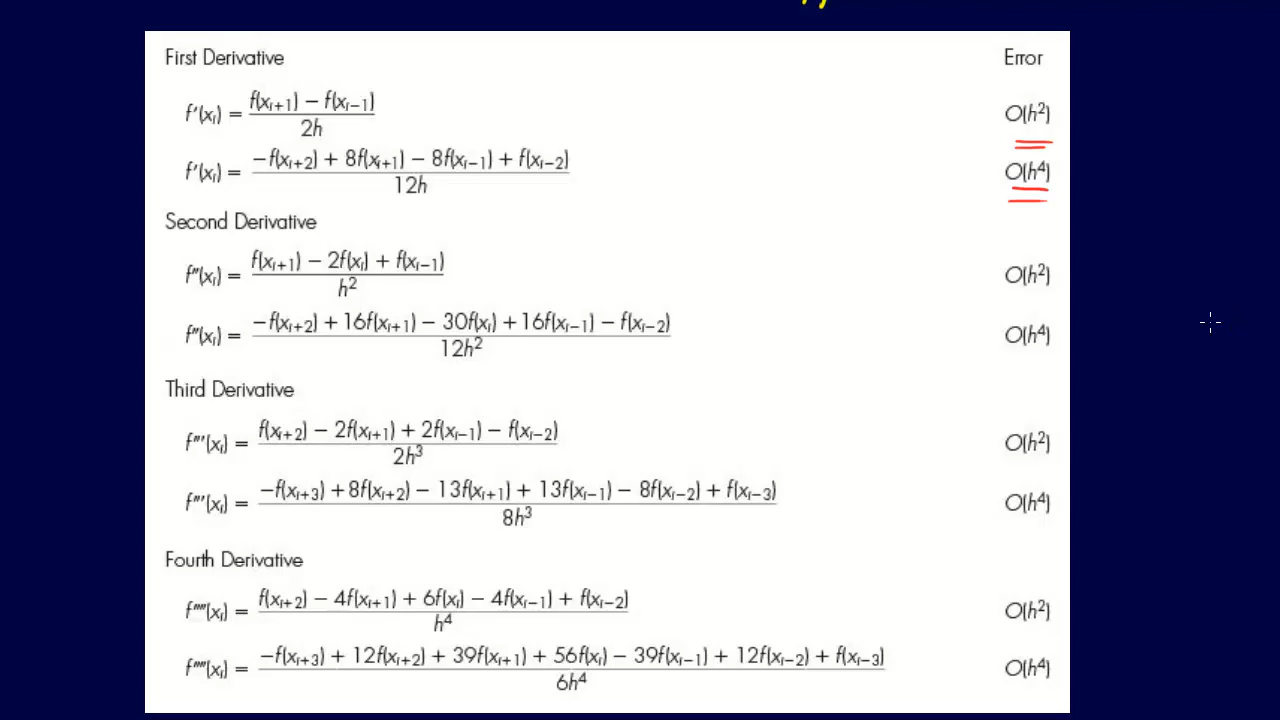 First Derivative Error
f′(xᵢ) = (f(xᵢ₊₁) − f(xᵢ₋₁)) / 2h O(h²)
f′(xᵢ) = (−f(xᵢ₊₂) + 8f(xᵢ₊₁) − 8f(xᵢ₋₁) + f(xᵢ₋₂)) / 12h O(h⁴)
Second Derivative
f″(xᵢ) = (f(xᵢ₊₁) − 2f(xᵢ) + f(xᵢ₋₁)) / h² O(h²)
f″(xᵢ) = (−f(xᵢ₊₂) + 16f(xᵢ₊₁) − 30f(xᵢ) + 16f(xᵢ₋₁) − f(xᵢ₋₂)) / 12h² O(h⁴)
Third Derivative
f‴(xᵢ) = (f(xᵢ₊₂) − 2f(xᵢ₊₁) + 2f(xᵢ₋₁) − f(xᵢ₋₂)) / 2h³ O(h²)
f‴(xᵢ) = (−f(xᵢ₊₃) + 8f(xᵢ₊₂) − 13f(xᵢ₊₁) + 13f(xᵢ₋₁) − 8f(xᵢ₋₂) + f(xᵢ₋₃)) / 8h³ O(h⁴)
Fourth Derivative
f⁗(xᵢ) = (f(xᵢ₊₂) − 4f(xᵢ₊₁) + 6f(xᵢ) − 4f(xᵢ₋₁) + f(xᵢ₋₂)) / h⁴ O(h²)
f⁗(xᵢ) = (−f(xᵢ₊₃) + 12f(xᵢ₊₂) + 39f(xᵢ₊₁) + 56f(xᵢ) − 39f(xᵢ₋₁) + 12f(xᵢ₋₂) + f(xᵢ₋₃)) / 6h⁴ O(h⁴)